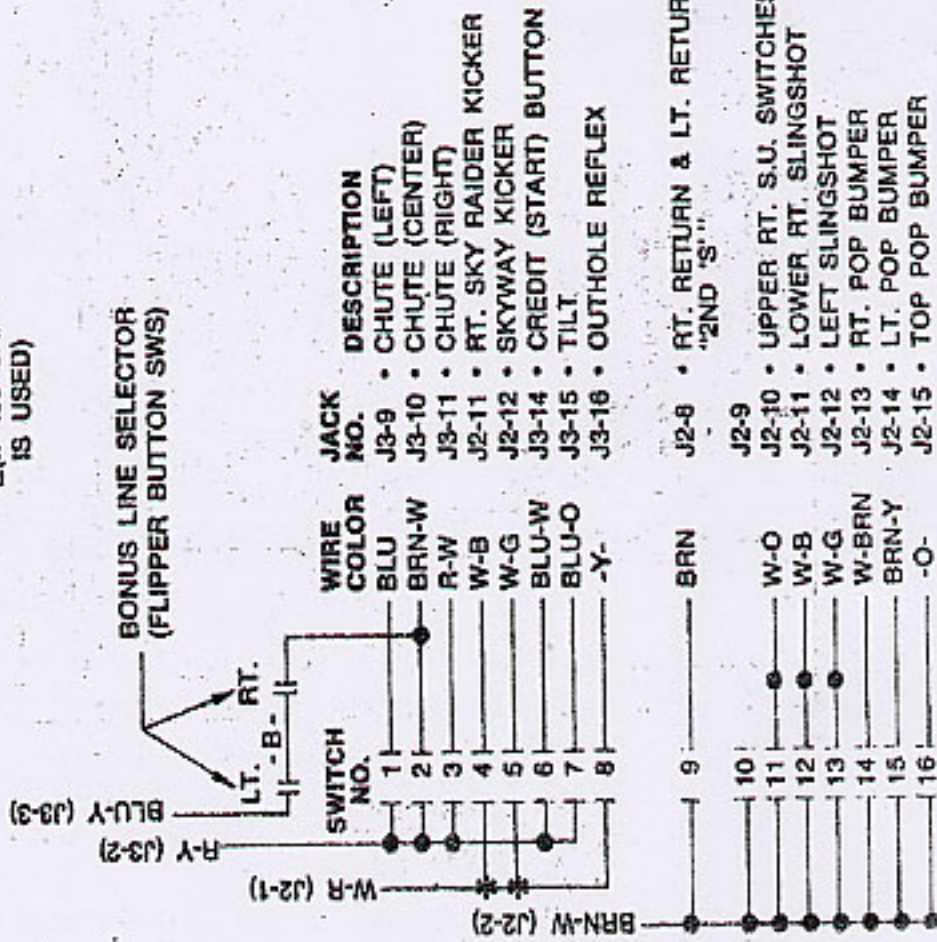 IS USED)
BONUS LINE SELECTOR
(FLIPPER BUTTON SWS)
BLU-Y (J3-3)
LT. -B- RT.
R-Y (J3-2)
W-R (J2-1)
BRN-W (J2-2)
SWITCH NO. WIRE COLOR JACK NO. DESCRIPTION
1 BLU J3-9 • CHUTE (LEFT)
2 BRN-W J3-10 • CHUTE (CENTER)
3 R-W J3-11 • CHUTE (RIGHT)
4 W-B J2-11 • RT. SKY RAIDER KICKER
5 W-G J2-12 • SKYWAY KICKER
6 BLU-W J3-14 • CREDIT (START) BUTTON
7 BLU-O J3-15 • TILT
8 -Y- J3-16 • OUTHOLE REFLEX
9 BRN J2-8 • RT. RETURN & LT. RETUR
"2ND 'S'"
10 J2-9
11 W-O J2-10 • UPPER RT. S.U. SWITCHES
12 W-B J2-11 • LOWER RT. SLINGSHOT
13 W-G J2-12 • LEFT SLINGSHOT
14 W-BRN J2-13 • RT. POP BUMPER
15 BRN-Y J2-14 • LT. POP BUMPER
16 -O- J2-15 • TOP POP BUMPER